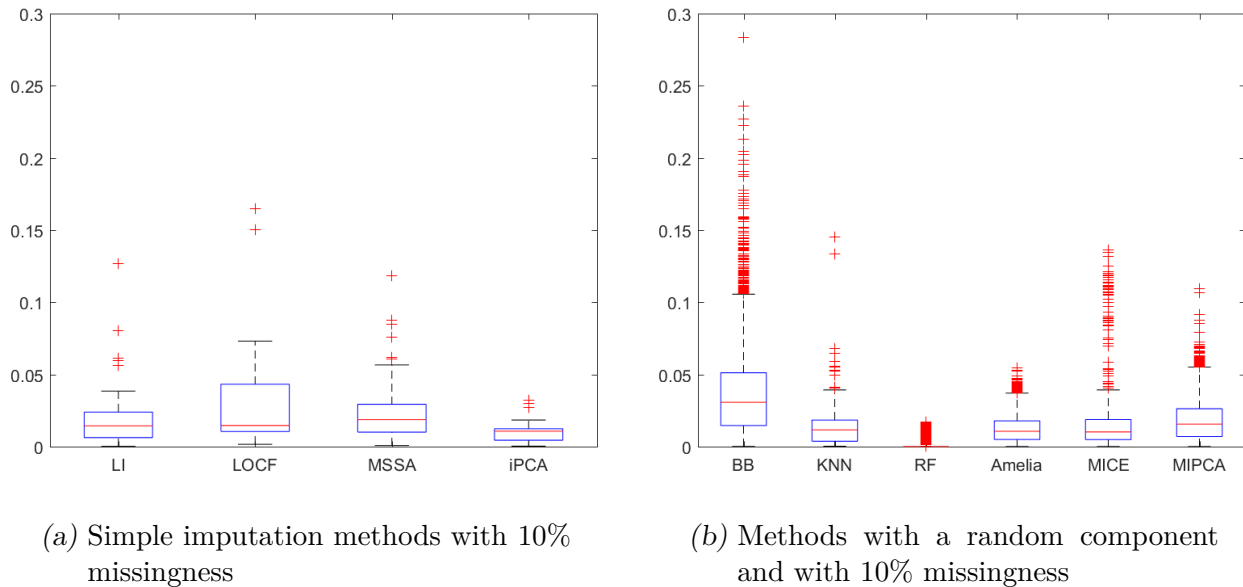 0.3
0.25
0.2
0.15
0.1
0.05
0
LI LOCF MSSA iPCA
0.3
0.25
0.2
0.15
0.1
0.05
0
BB KNN RF Amelia MICE MIPCA
(a) Simple imputation methods with 10%
missingness
(b) Methods with a random component
and with 10% missingness